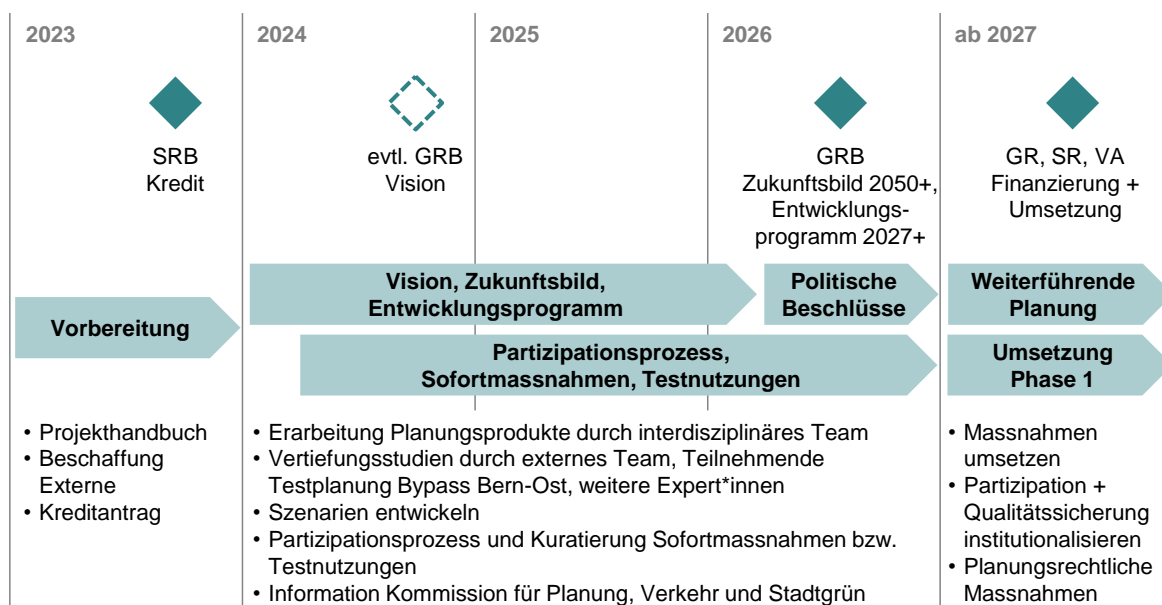 2023
2024
2025
2026
ab 2027
SRB
Kredit
evtl. GRB
Vision
GRB
Zukunftsbild 2050+,
Entwicklungs-
programm 2027+
GR, SR, VA
Finanzierung +
Umsetzung
Vorbereitung
Vision, Zukunftsbild,
Entwicklungsprogramm
Politische
Beschlüsse
Weiterführende
Planung
Partizipationsprozess,
Sofortmassnahmen, Testnutzungen
Umsetzung
Phase 1
• Projekthandbuch
• Beschaffung
Externe
• Kreditantrag
• Erarbeitung Planungsprodukte durch interdisziplinäres Team
• Vertiefungsstudien durch externes Team, Teilnehmende
Testplanung Bypass Bern-Ost, weitere Expert*innen
• Szenarien entwickeln
• Partizipationsprozess und Kuratierung Sofortmassnahmen bzw.
Testnutzungen
• Information Kommission für Planung, Verkehr und Stadtgrün
• Massnahmen
umsetzen
• Partizipation +
Qualitätssicherung
institutionalisieren
• Planungsrechtliche
Massnahmen